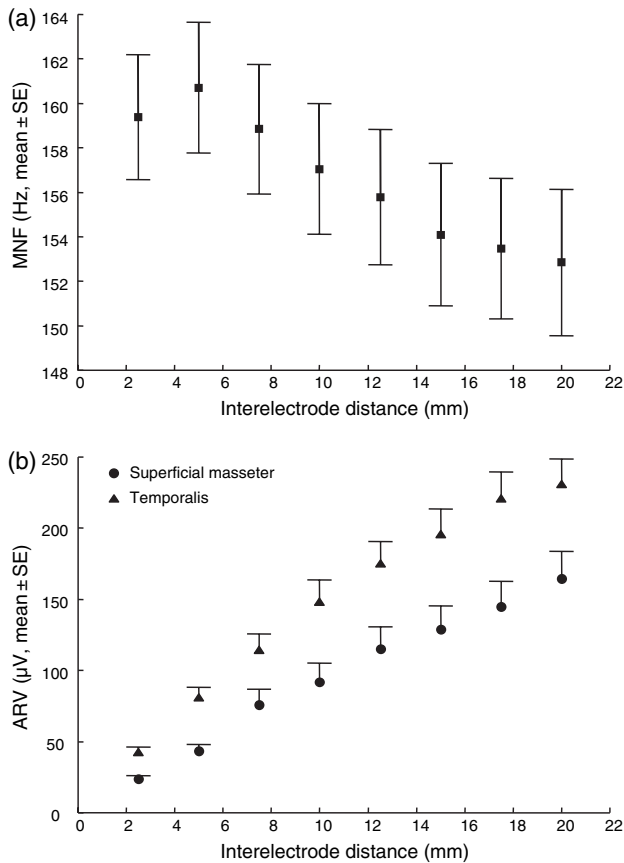 (a)
MNF (Hz, mean ± SE)
164
162
160
158
156
154
152
150
148
0 2 4 6 8 10 12 14 16 18 20 22
Interelectrode distance (mm)
(b)
Superficial masseter
Temporalis
ARV (µV, mean ± SE)
250
200
150
100
50
0
0 2 4 6 8 10 12 14 16 18 20 22
Interelectrode distance (mm)